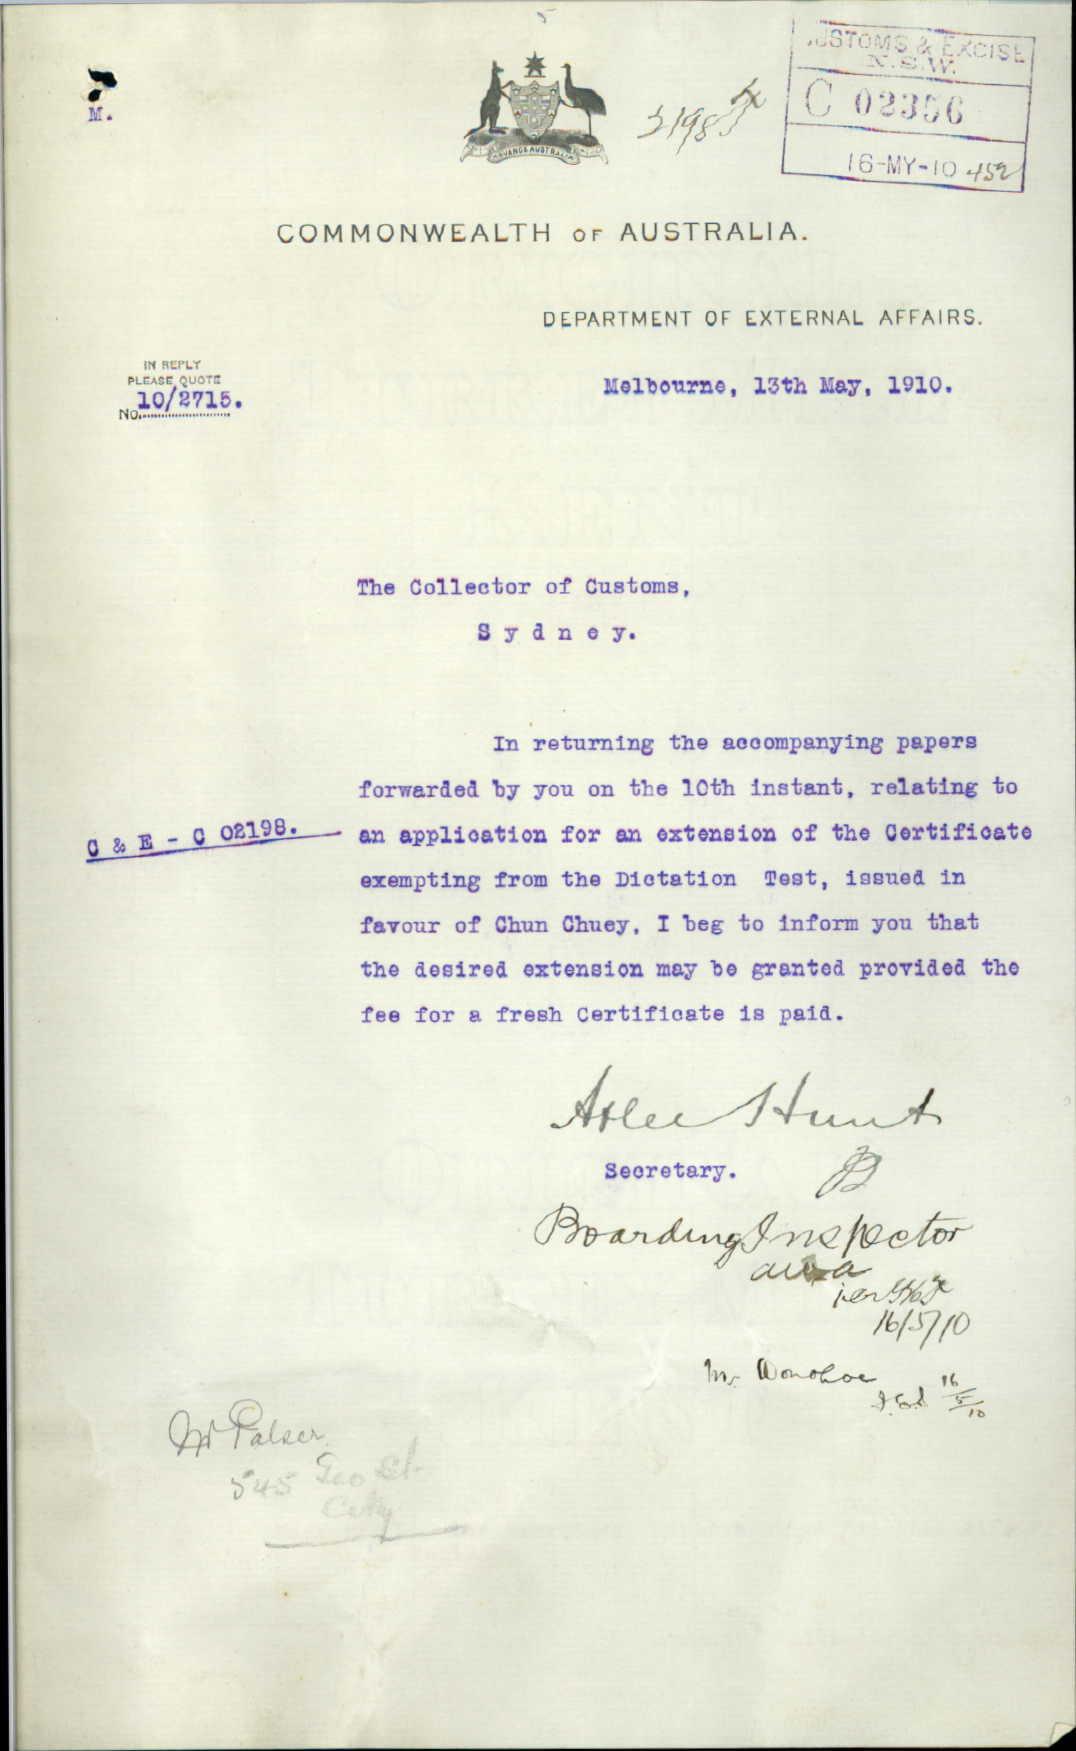 CUSTOMS & EXCISE
N.S.W.
C 02356
16-MY-10
M.
ADVANCE AUSTRALIA
2198
COMMONWEALTH OF AUSTRALIA.
DEPARTMENT OF EXTERNAL AFFAIRS.
IN REPLY
PLEASE QUOTE
No. 10/2715.
Melbourne, 13th May, 1910.
The Collector of Customs,
Sydney.
In returning the accompanying papers
forwarded by you on the 10th instant, relating to
C & E - C 02198.
an application for an extension of the Certificate
exempting from the Dictation Test, issued in
favour of Chun Chuey, I beg to inform you that
the desired extension may be granted provided the
fee for a fresh Certificate is paid.
Atlee Hunt
Secretary.
Boarding Inspector
16/5/10
Mr. Donohoe
16/5/10
Mr Palser
545 Geo St.
City